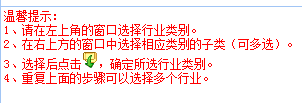 温馨提示：
1、请在左上角的窗口选择行业类别。
2、在右上方的窗口中选择相应类别的子类（可多选）。
3、选择后点击，确定所选行业类别。
4、重复上面的步骤可以选择多个行业。